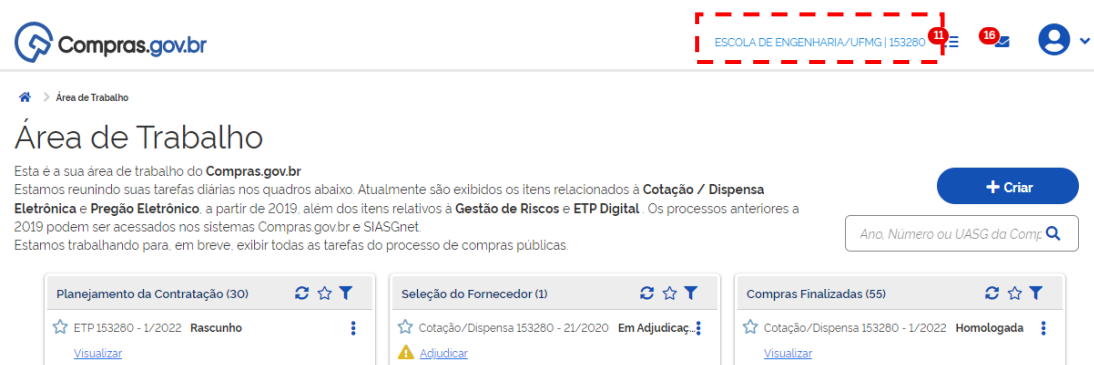 Compras.gov.br
ESCOLA DE ENGENHARIA/UFMG | 153280
11
16
Área de Trabalho
Área de Trabalho
Esta é a sua área de trabalho do Compras.gov.br
Estamos reunindo suas tarefas diárias nos quadros abaixo. Atualmente são exibidos os itens relacionados à Cotação / Dispensa
Eletrônica e Pregão Eletrônico, a partir de 2019, além dos itens relativos à Gestão de Riscos e ETP Digital . Os processos anteriores a
2019 podem ser acessados nos sistemas Compras.gov.br e SIASGnet.
Estamos trabalhando para, em breve, exibir todas as tarefas do processo de compras públicas.
+ Criar
Ano, Número ou UASG da Comp
Planejamento da Contratação (30)
ETP 153280 - 1/2022 Rascunho
Visualizar
Seleção do Fornecedor (1)
Cotação/Dispensa 153280 - 21/2020 Em Adjudicaç...
Adjudicar
Compras Finalizadas (55)
Cotação/Dispensa 153280 - 1/2022 Homologada
Visualizar